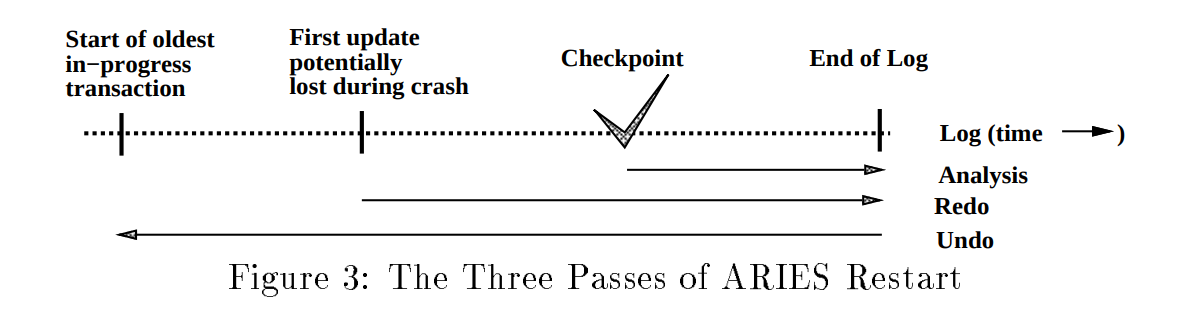 Start of oldest
in−progress
transaction
First update
potentially
lost during crash
Checkpoint
End of Log
Log (time )
Analysis
Redo
Undo
Figure 3: The Three Passes of ARIES Restart